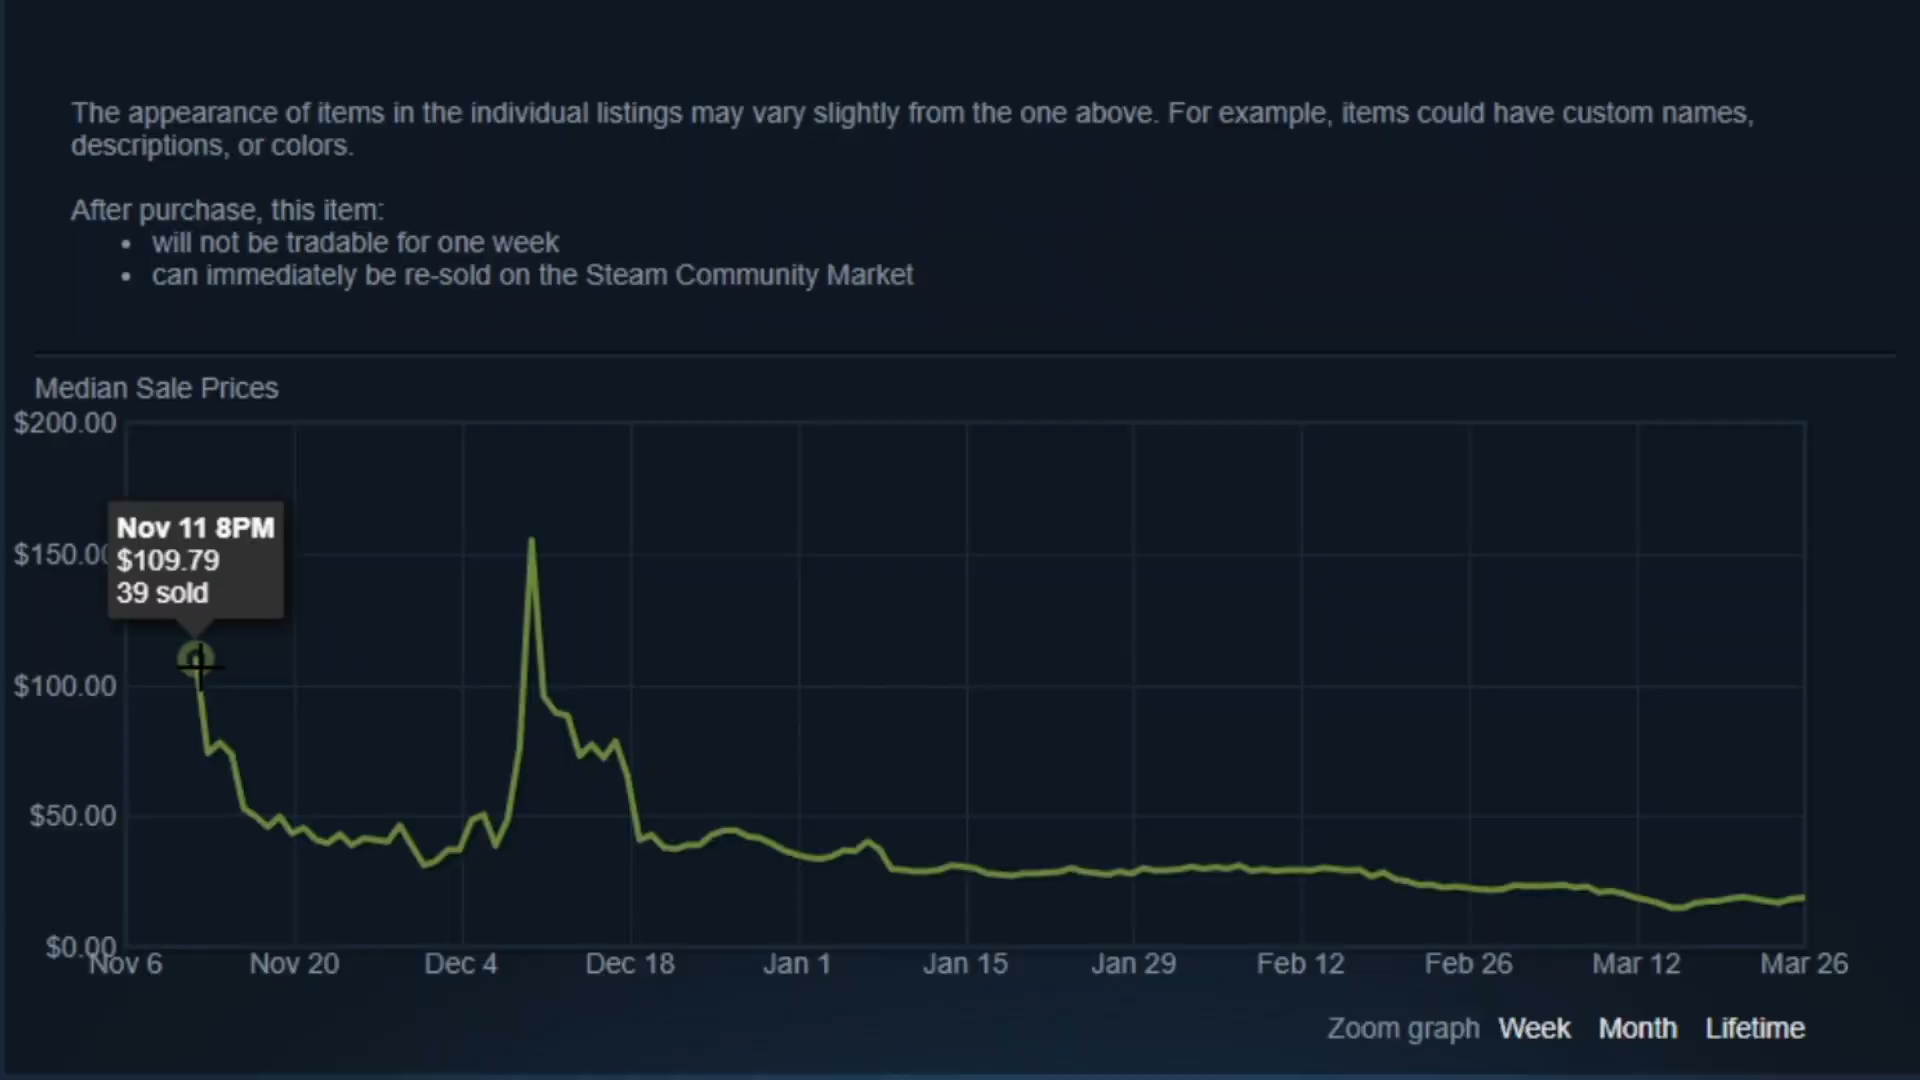 The appearance of items in the individual listings may vary slightly from the one above. For example, items could have custom names,
descriptions, or colors.
After purchase, this item:
• will not be tradable for one week
• can immediately be re-sold on the Steam Community Market
Median Sale Prices
$200.00
Nov 11 8PM
$150.00
$109.79
39 sold
$100.00
$50.00
$0.00
Nov 6 Nov 20 Dec 4 Dec 18 Jan 1 Jan 15 Jan 29 Feb 12 Feb 26 Mar 12 Mar 26
Zoom graph Week Month Lifetime